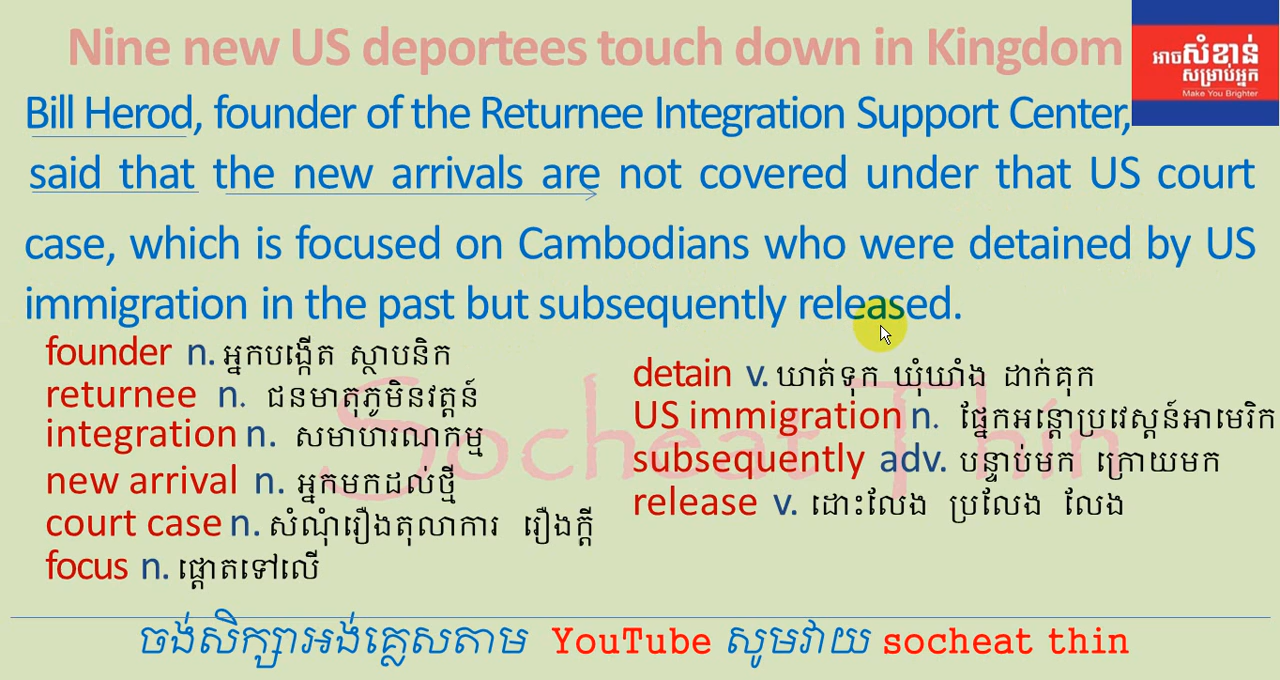 Nine new US deportees touch down in Kingdom
អាចសំខាន់
សម្រាប់អ្នក
Make You Brighter
Bill Herod, founder of the Returnee Integration Support Center,
said that the new arrivals are not covered under that US court
case, which is focused on Cambodians who were detained by US
immigration in the past but subsequently released.
founder n. អ្នកបង្កើត ស្ថាបនិក
returnee n. ជនមាតុភូមិនវត្តន៍
integration n. សមាហរណកម្ម
new arrival n. អ្នកមកដល់ថ្មី
court case n. សំណុំរឿងតុលាការ រឿងក្តី
focus n. ផ្តោតទៅលើ
detain v. ឃាត់ទុក ឃុំឃាំង ដាក់គុក
US immigration n. ផ្នែកអន្តោប្រវេស្តន៍អាមេរិក
subsequently adv. បន្ទាប់មក ក្រោយមក
release v. ដោះលែង ប្រលែង លែង
Socheat Thin
ចង់សិក្សាអង់គ្លេសតាម YouTube សូមវាយ socheat thin